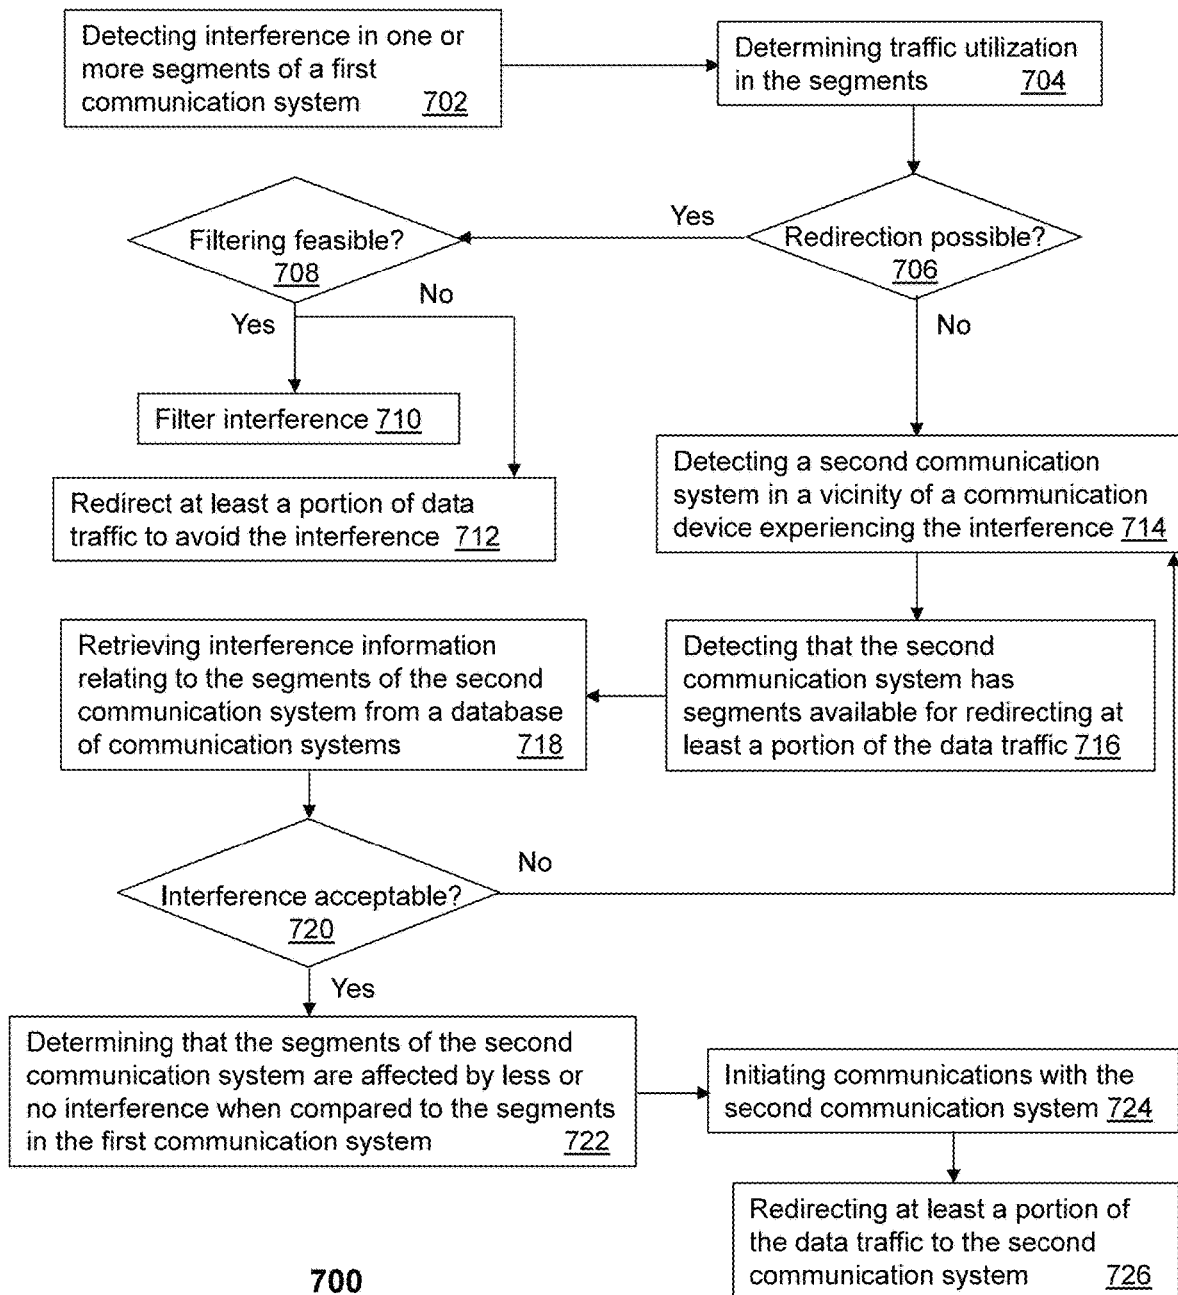 Detecting interference in one or
more segments of a first
communication system 702
Determining traffic utilization
in the segments 704
Yes
Filtering feasible?
708
Redirection possible?
706
No
Yes
No
Filter interference 710
Redirect at least a portion of data
traffic to avoid the interference 712
Detecting a second communication
system in a vicinity of a communication
device experiencing the interference 714
Retrieving interference information
relating to the segments of the second
communication system from a database
of communication systems 718
Detecting that the second
communication system has
segments available for redirecting at
least a portion of the data traffic 716
No
Interference acceptable?
720
Yes
Determining that the segments of the second
communication system are affected by less or
no interference when compared to the segments
in the first communication system 722
Initiating communications with the
second communication system 724
Redirecting at least a portion of
the data traffic to the second
communication system 726
700